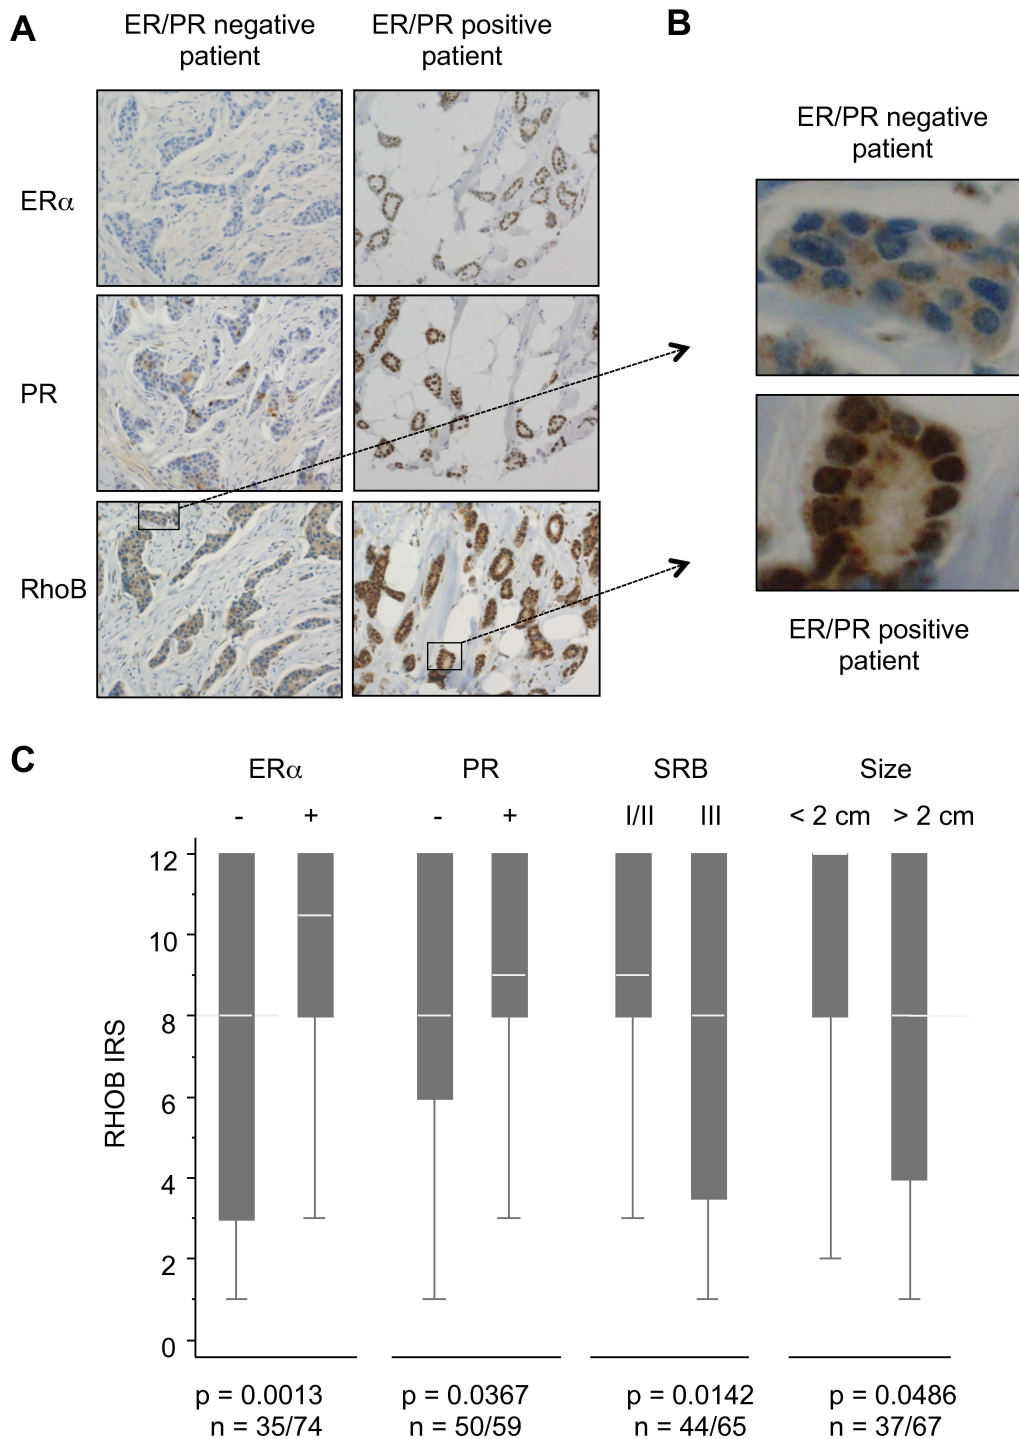 A
ER/PR negative
patient
ER/PR positive
patient
B
ER/PR negative
patient
ERα
PR
RhoB
ER/PR positive
patient
C
ERα
PR
SRB
Size
-
+
-
+
I/II
III
< 2 cm
> 2 cm
RHOB IRS
12
10
8
6
4
2
0
p = 0.0013
n = 35/74
p = 0.0367
n = 50/59
p = 0.0142
n = 44/65
p = 0.0486
n = 37/67